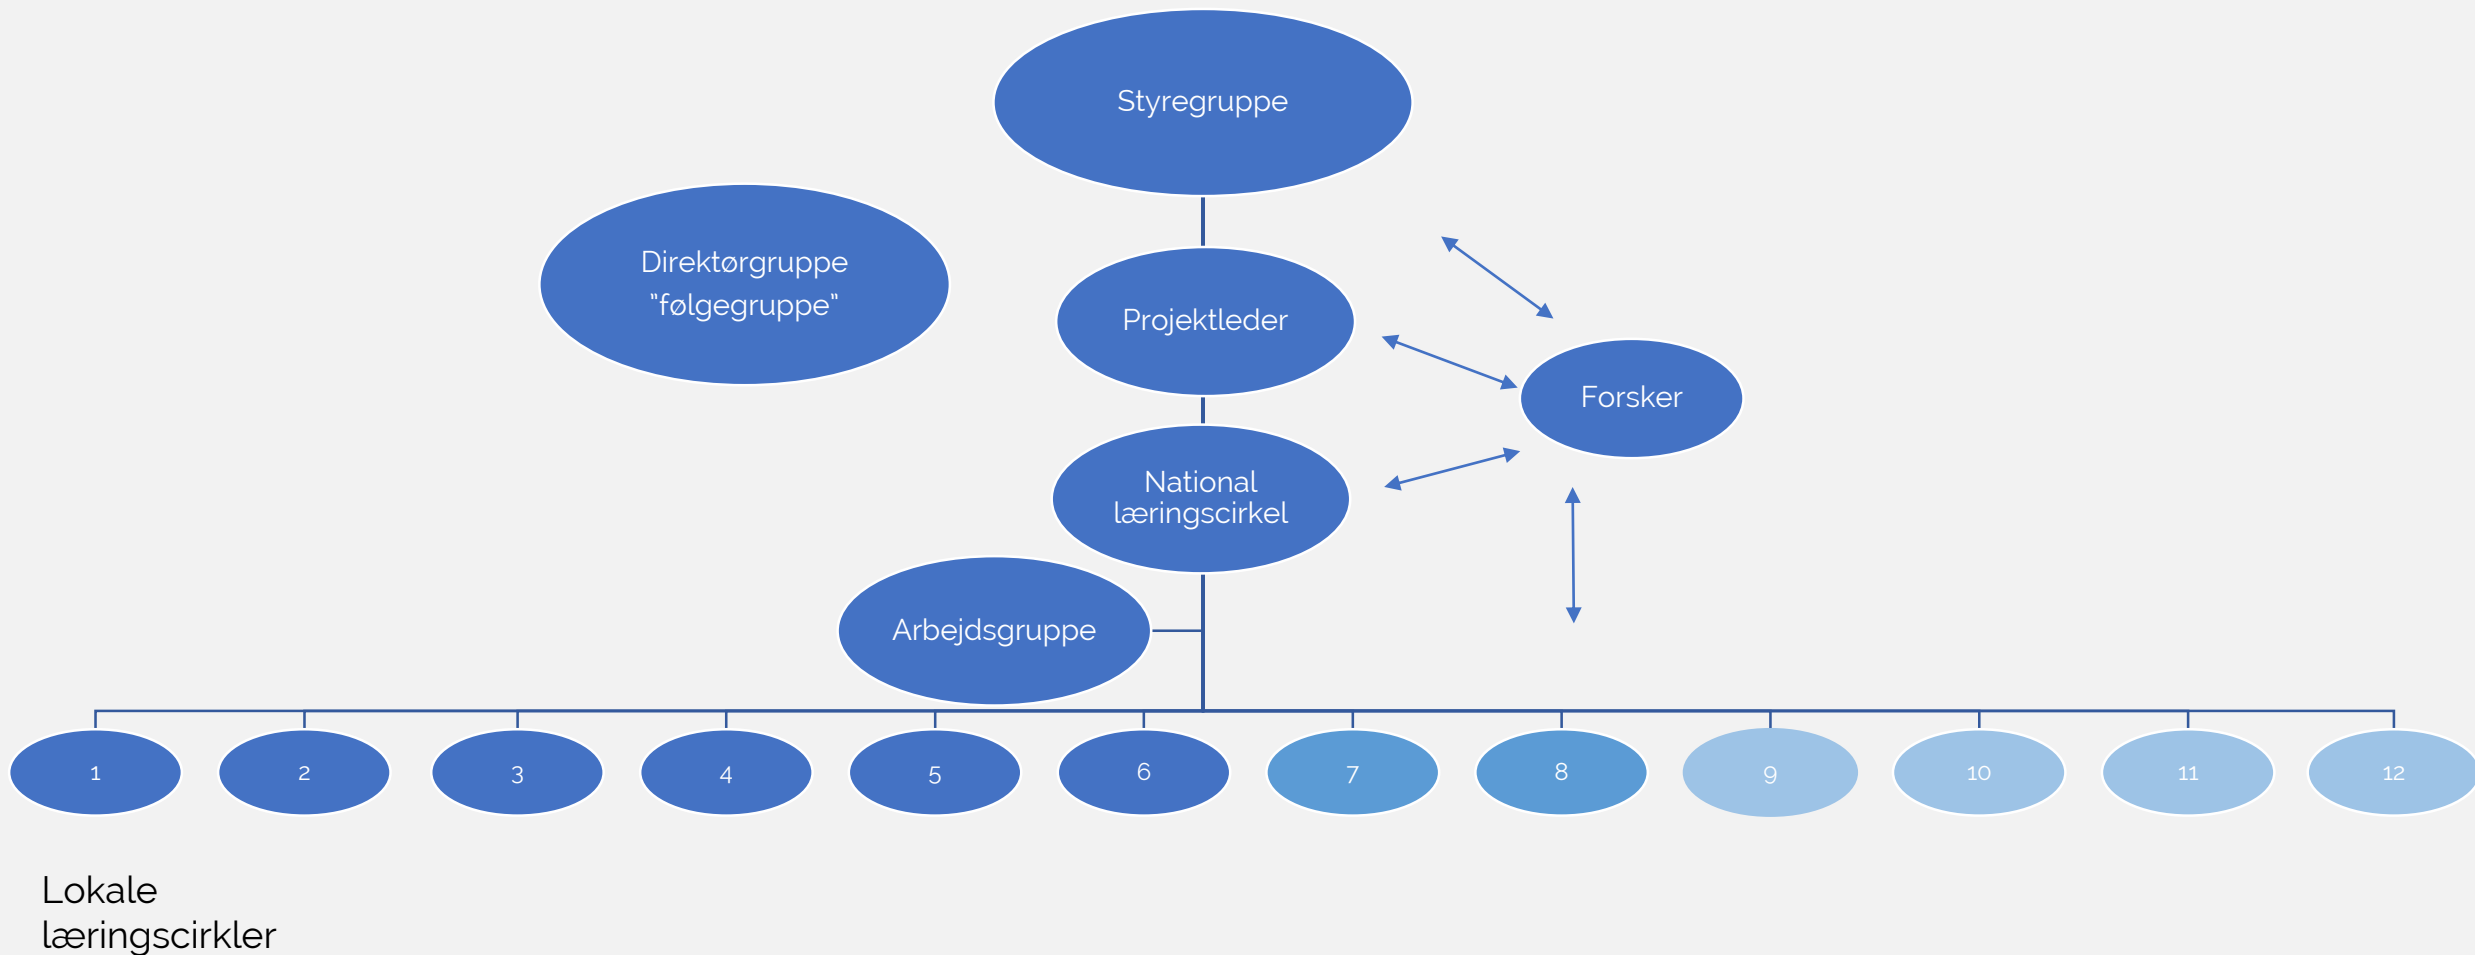 Styregruppe
Direktørgruppe
"følgegruppe"
Projektleder
Forsker
National
læringscirkel
Arbejdsgruppe
1
2
3
4
5
6
7
8
9
10
11
12
Lokale
læringscirkler